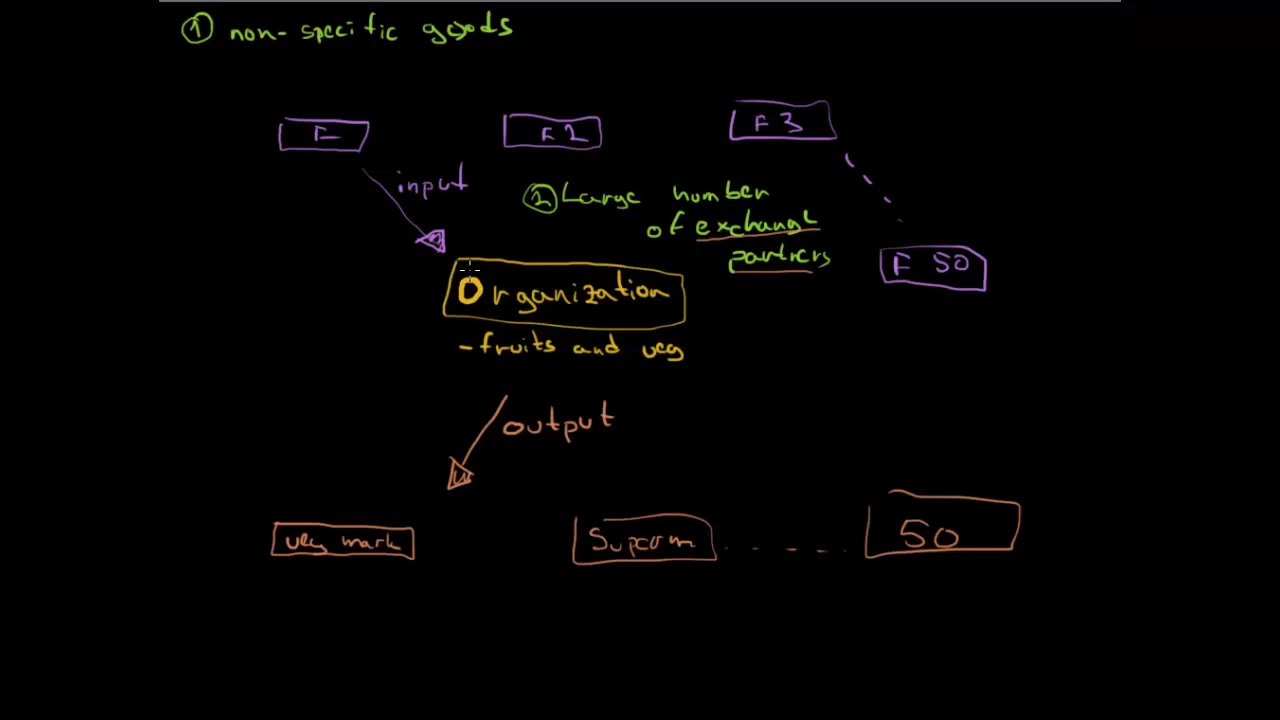 1 non-specific goods
F
F2
F3
input
2 Large number
of exchange
partners
F 50
Organization
- fruits and veg
output
veg mark
Superm
50